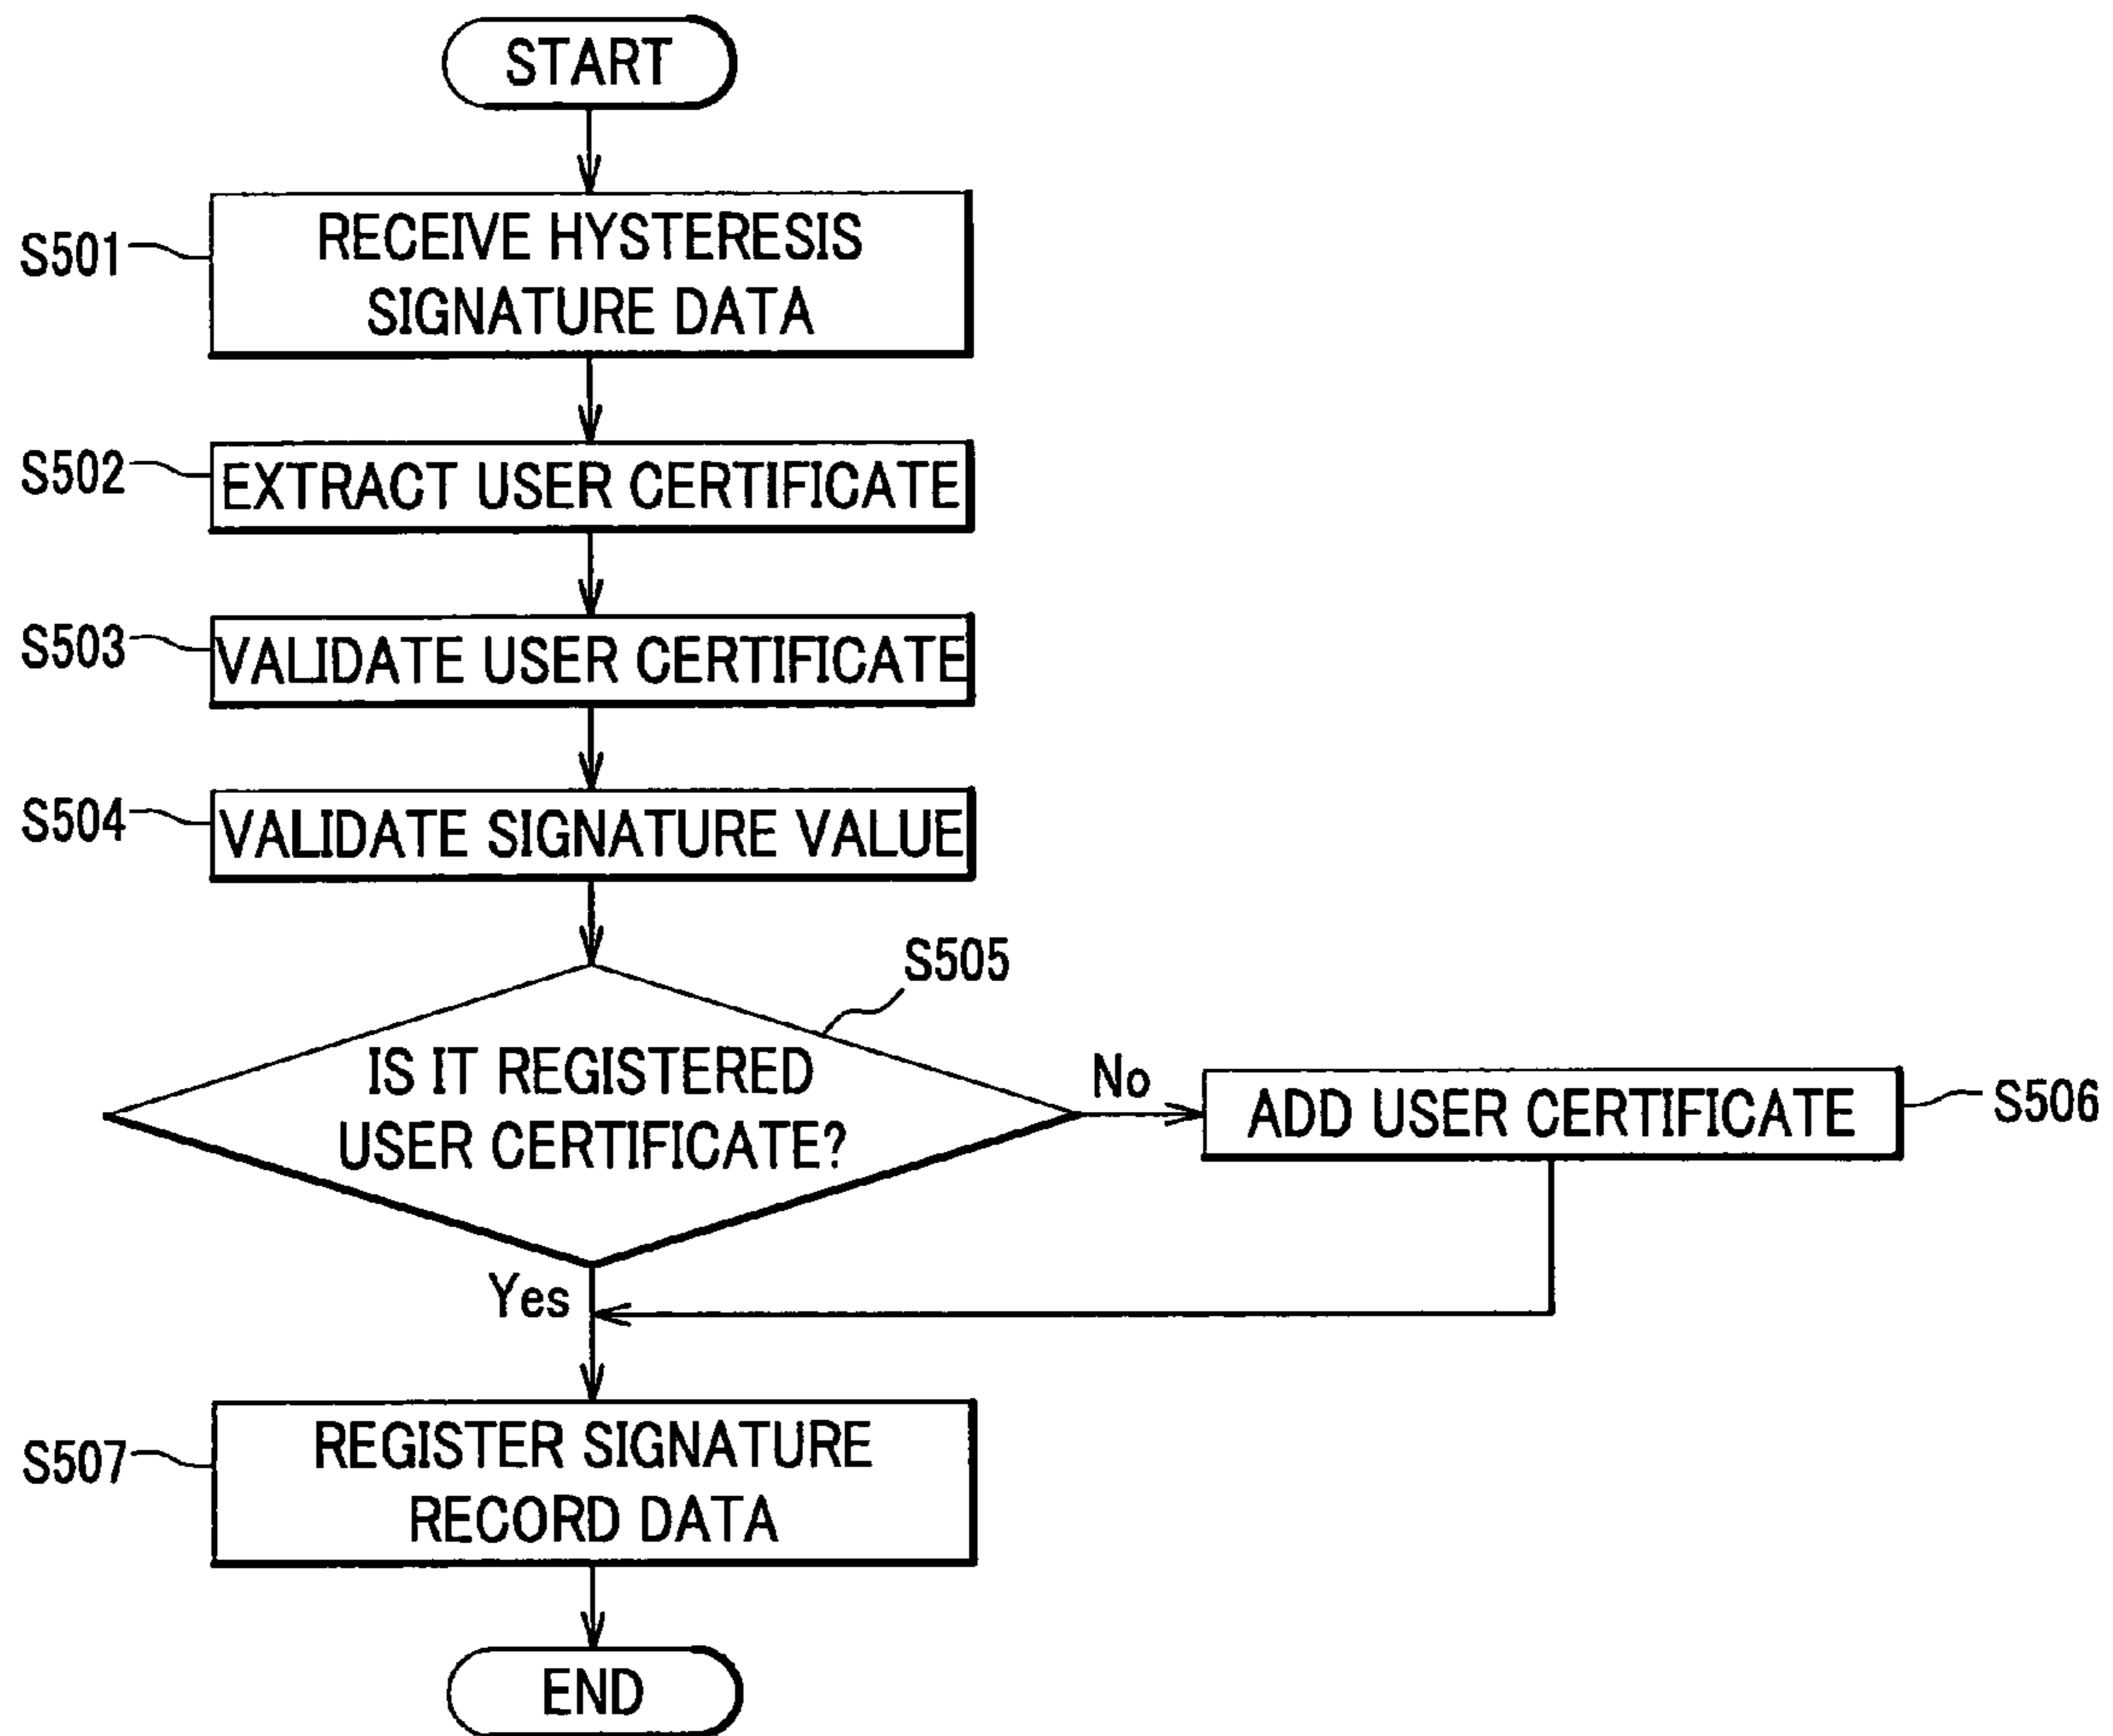 START
S501
RECEIVE HYSTERESIS
SIGNATURE DATA
S502
EXTRACT USER CERTIFICATE
S503
VALIDATE USER CERTIFICATE
S504
VALIDATE SIGNATURE VALUE
S505
IS IT REGISTERED
USER CERTIFICATE?
No
ADD USER CERTIFICATE
S506
Yes
S507
REGISTER SIGNATURE
RECORD DATA
END